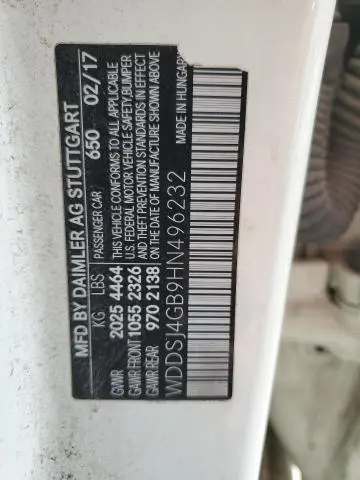 MFD BY DAIMLER AG STUTTGART
PASSENGER CAR 650 02/17
KG LBS
GVWR 2025 4464
GAWR FRONT 1055 2326
GAWR REAR 970 2138
THIS VEHICLE CONFORMS TO ALL APPLICABLE
U.S. FEDERAL MOTOR VEHICLE SAFETY,BUMPER
AND THEFT PREVENTION STANDARDS IN EFFECT
ON THE DATE OF MANUFACTURE SHOWN ABOVE
WDDSJ4GB9HN496232
MADE IN HUNGARY